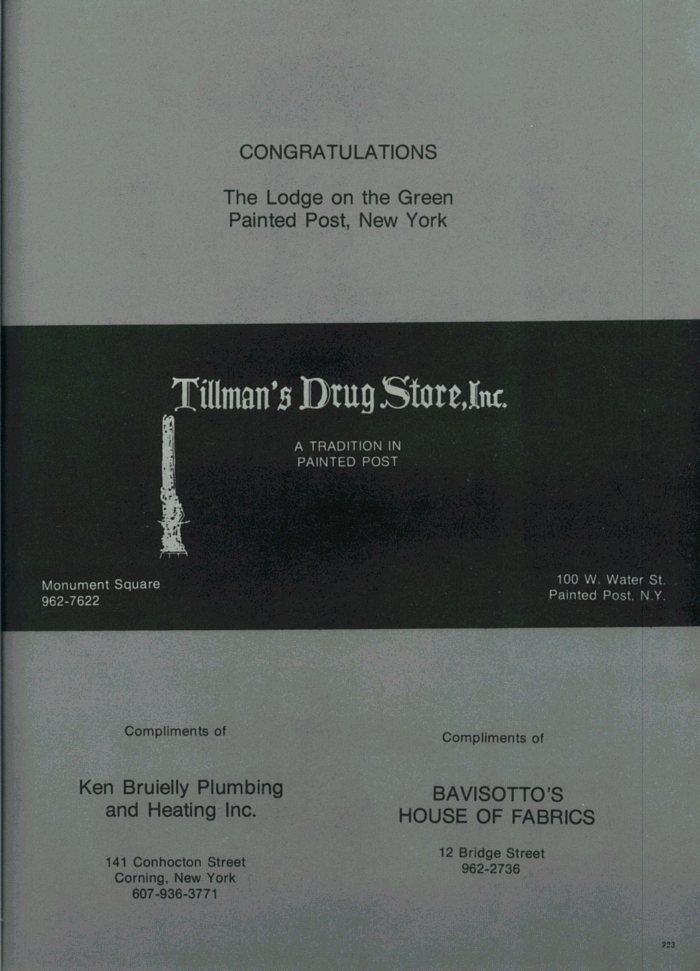 CONGRATULATIONS
The Lodge on the Green
Painted Post, New York
Tillman's Drug Store, Inc.
A TRADITION IN
PAINTED POST
Monument Square
962-7622
100 W. Water St.
Painted Post, N.Y.
Compliments of
Ken Bruielly Plumbing
and Heating Inc.
141 Conhocton Street
Corning, New York
607-936-3771
Compliments of
BAVISOTTO'S
HOUSE OF FABRICS
12 Bridge Street
962-2736
223